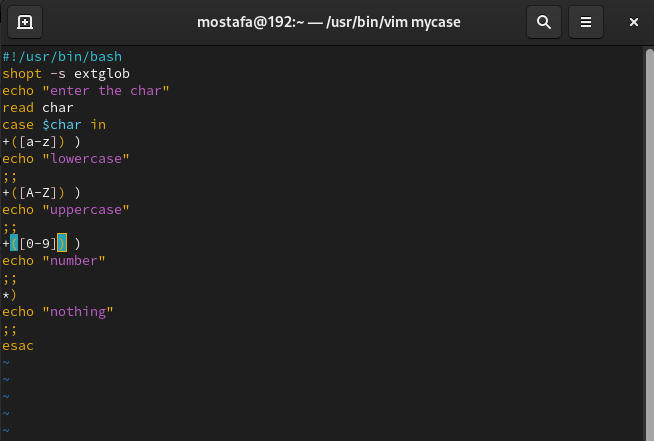 mostafa@192:~ — /usr/bin/vim mycase
#!/usr/bin/bash
shopt -s extglob
echo "enter the char"
read char
case $char in
+([a-z]) )
echo "lowercase"
;;
+([A-Z]) )
echo "uppercase"
;;
+([0-9]) )
echo "number"
;;
*)
echo "nothing"
;;
esac
~
~
~
~
~